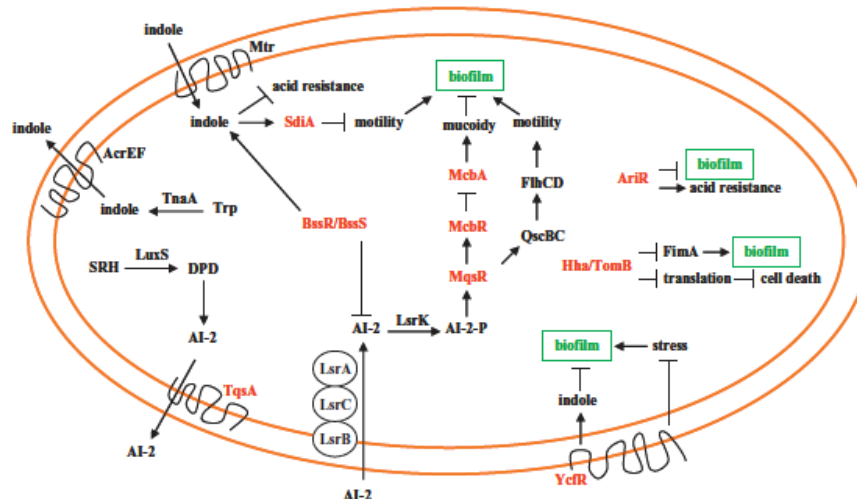 indole
Mtr
biofilm
acid resistance
indole
SdiA
motility
mucoidy
motility
indole
AcrEF
McbA
FlhCD
AriR
biofilm
acid resistance
TnaA
indole
Trp
BssR/BssS
McbR
QscBC
LuxS
SRH
DPD
MqsR
Hha/TomB
FimA
biofilm
translation
cell death
AI-2
AI-2
LsrK
AI-2-P
biofilm
stress
LsrA
TqsA
LsrC
indole
LsrB
AI-2
YcfR
AI-2